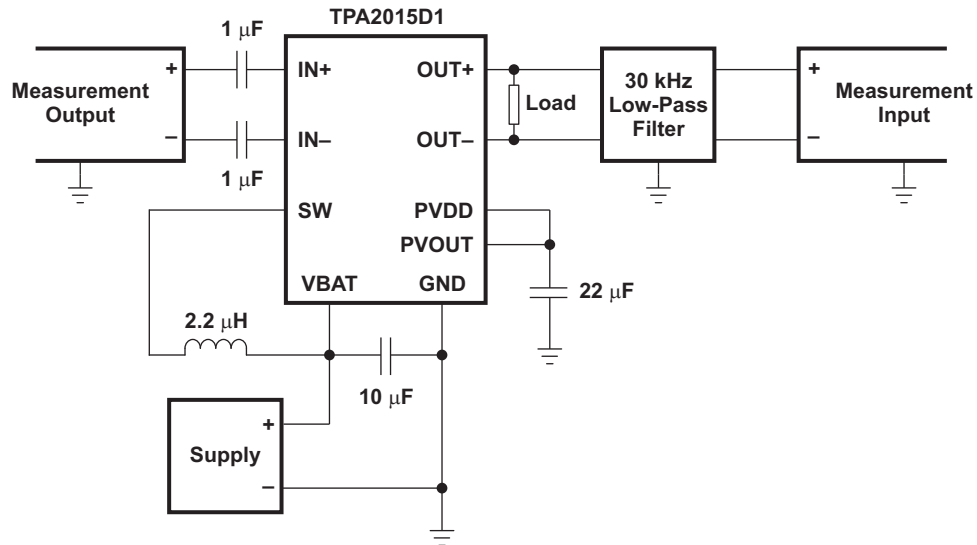 TPA2015D1
1 μF
Measurement
Output
+
–
1 μF
IN+
IN–
SW
VBAT
GND
OUT+
OUT–
PVDD
PVOUT
Load
30 kHz
Low-Pass
Filter
+
–
Measurement
Input
22 μF
2.2 μH
10 μF
Supply
+
–